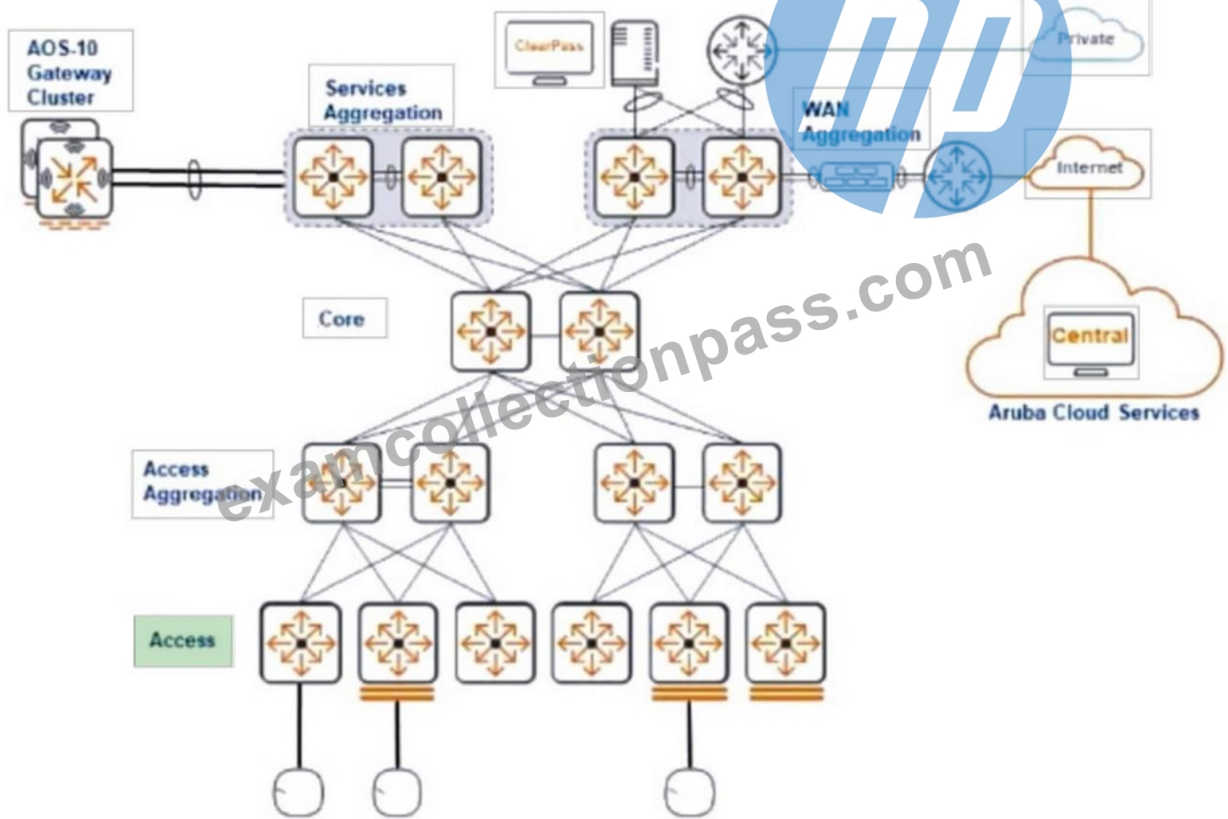 AOS-10
Gateway
Cluster
Services
Aggregation
ClearPass
hp
Private
WAN
Aggregation
Internet
Core
Central
Aruba Cloud Services
examcollectionpass.com
Access
Aggregation
Access